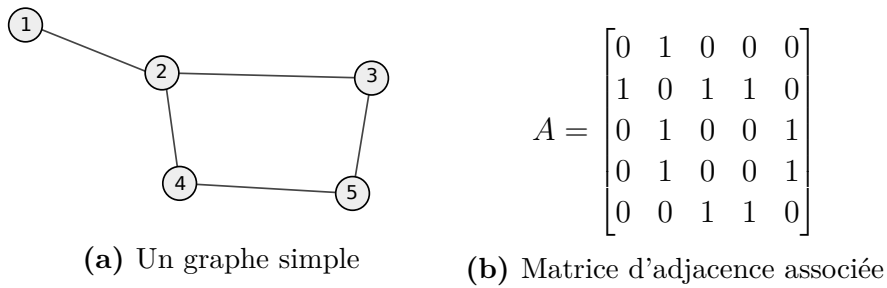 1
2
3
4
5
(a) Un graphe simple
A =
0 1 0 0 0
1 0 1 1 0
0 1 0 0 1
0 1 0 0 1
0 0 1 1 0
(b) Matrice d'adjacence associée